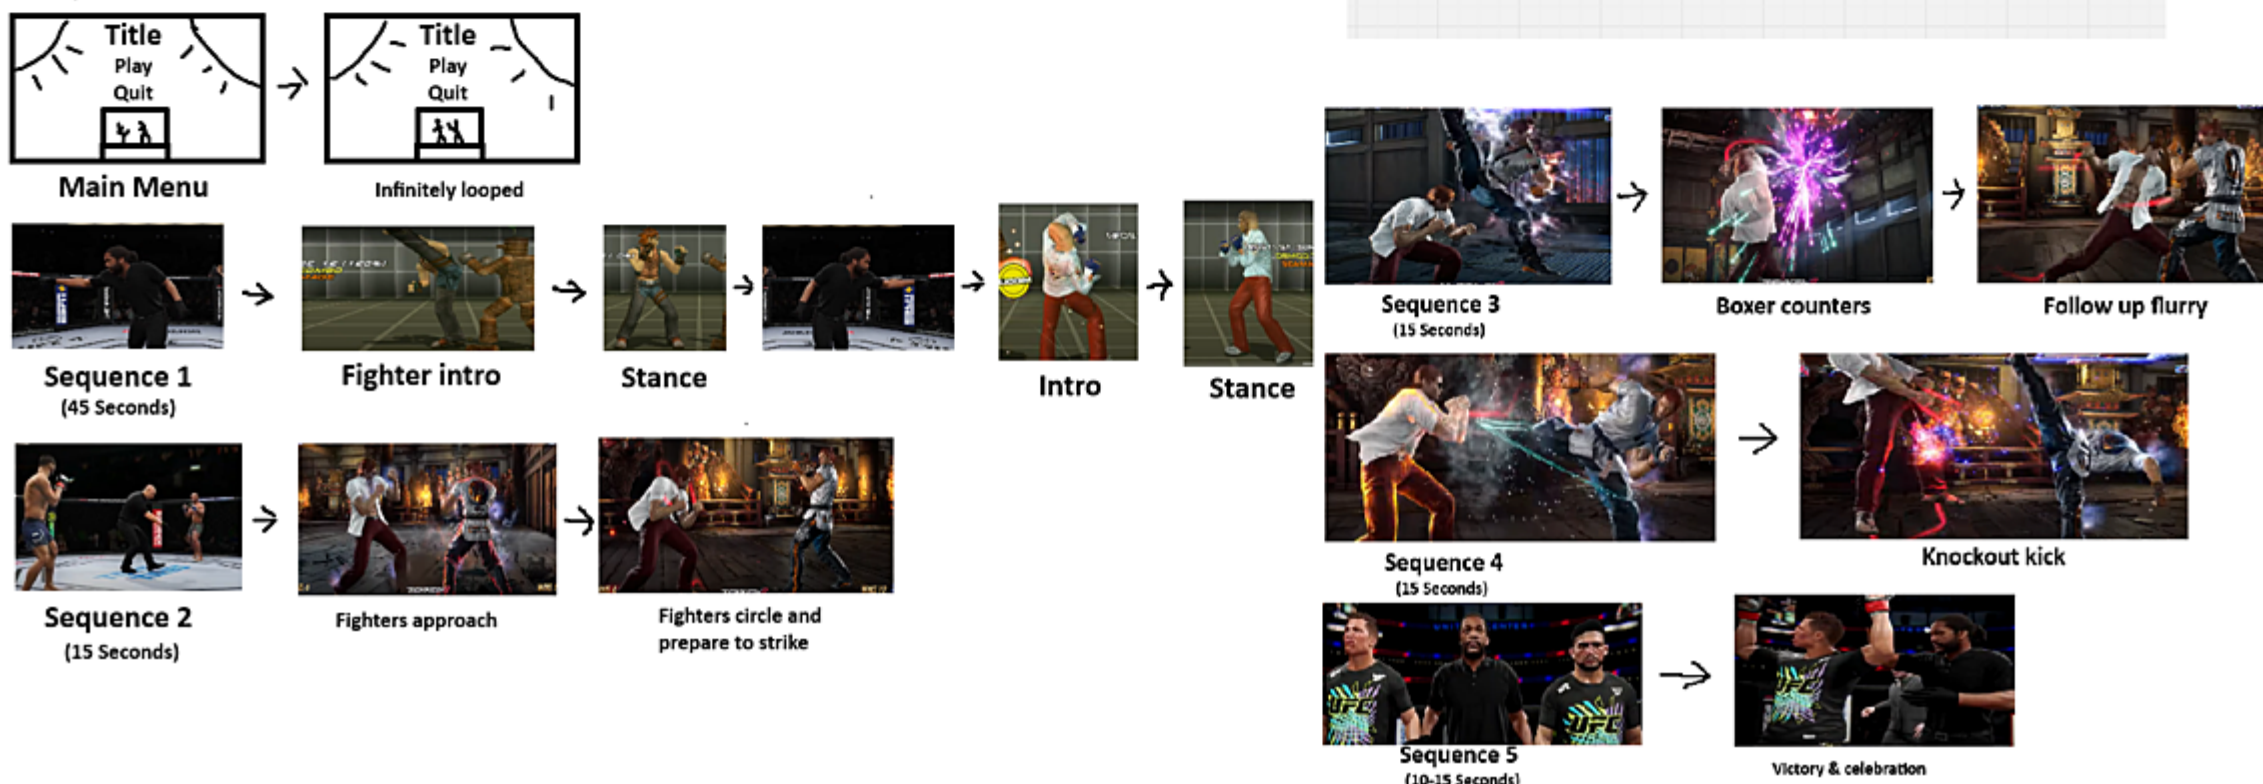 Title
Play
Quit
Title
Play
Quit
Main Menu
Infinitely looped
Sequence 1
(45 Seconds)
Fighter intro
Stance
Intro
Stance
Sequence 2
(15 Seconds)
Fighters approach
Fighters circle and
prepare to strike
Sequence 3
(15 Seconds)
Boxer counters
Follow up flurry
Sequence 4
(15 Seconds)
Knockout kick
UFC
UFC
Sequence 5
(10-15 Seconds)
Victory & celebration